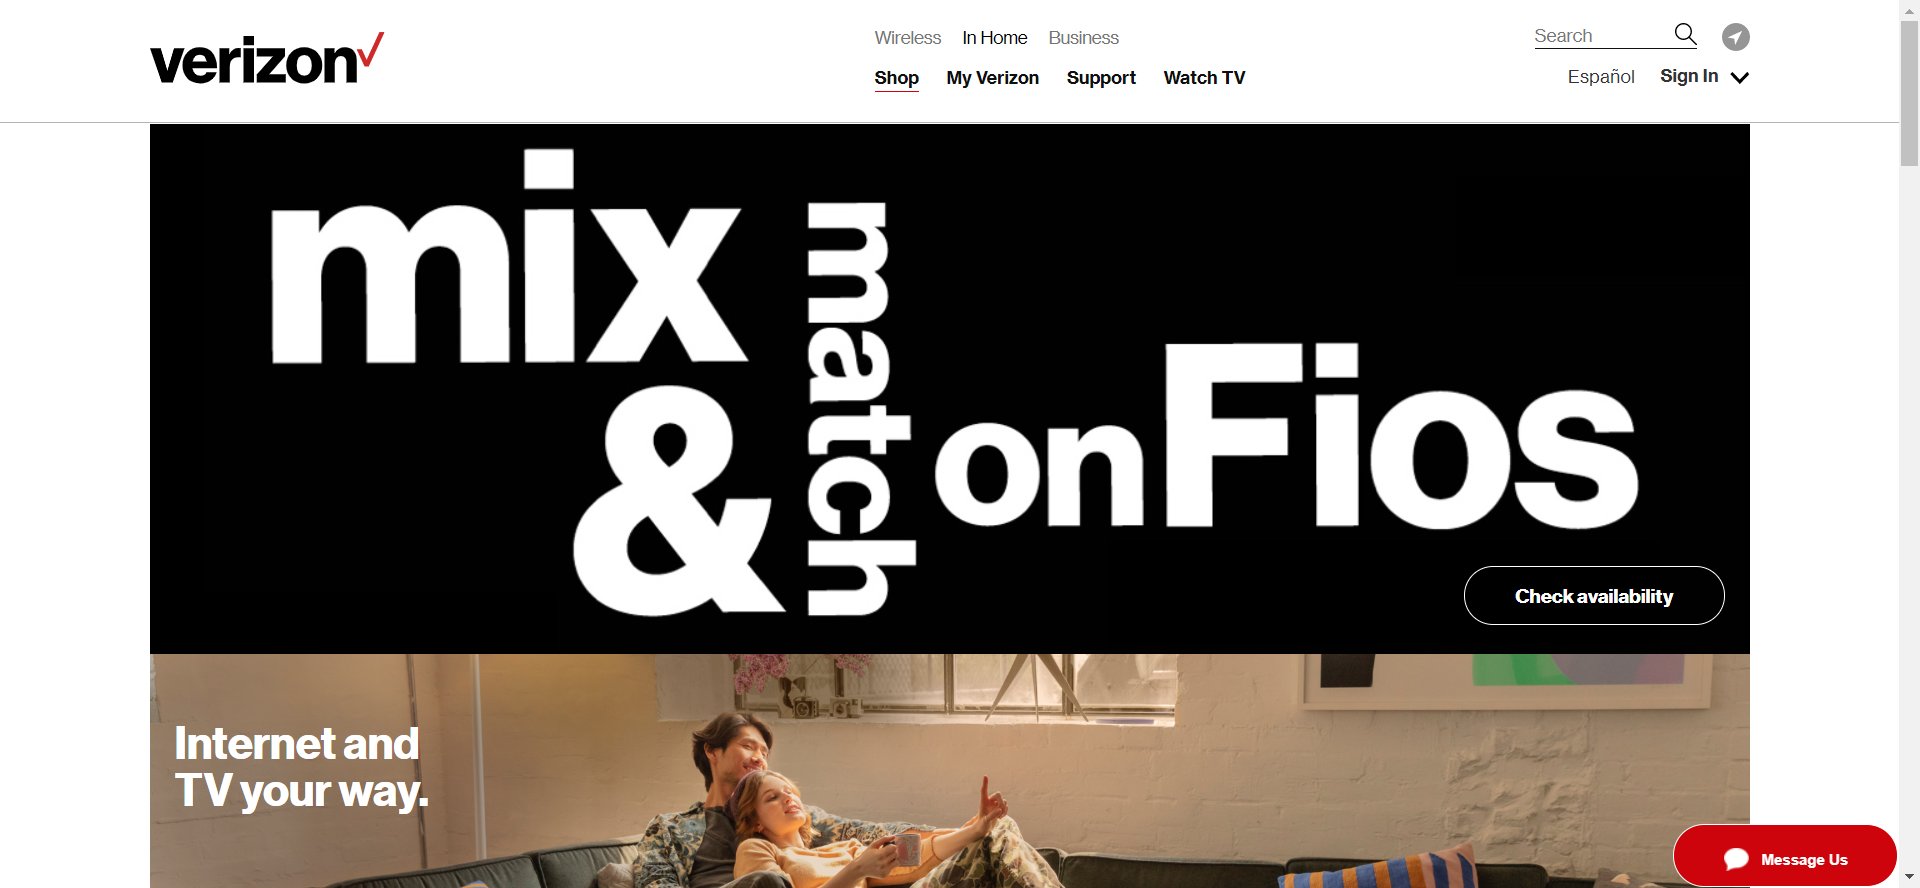 verizon
Wireless In Home Business
Shop My Verizon Support Watch TV
Search
Español Sign In
mix
&
match
on Fios
Check availability
Internet and
TV your way.
Message Us